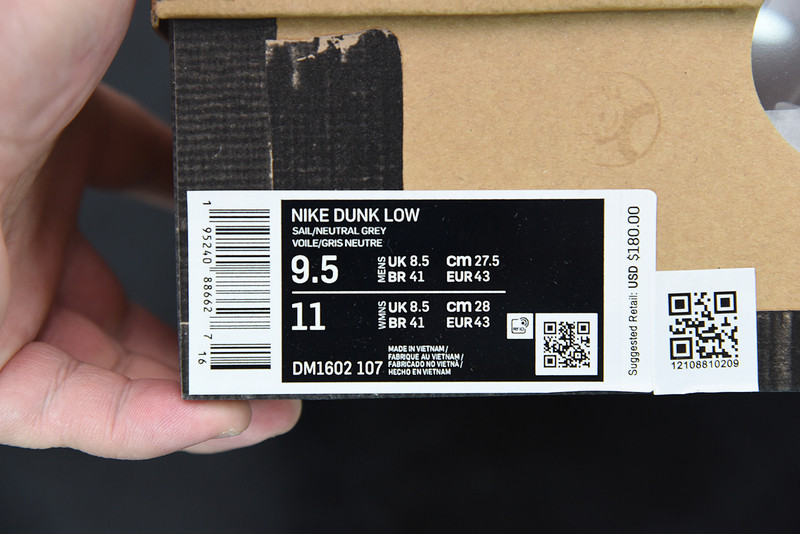 1 95240 88662 7 16
NIKE DUNK LOW
SAIL/NEUTRAL GREY
VOILE/GRIS NEUTRE
9.5
MENS
UK 8.5 cm 27.5
BR 41 EUR 43
11
WMNS
UK 8.5 cm 28
BR 41 EUR 43
DM1602 107
MADE IN VIETNAM /
FABRIQUE AU VIETNAM /
FABRICADO NO VIETNÃ /
HECHO EN VIETNAM
Suggested Retail: USD $180.00
12108810209